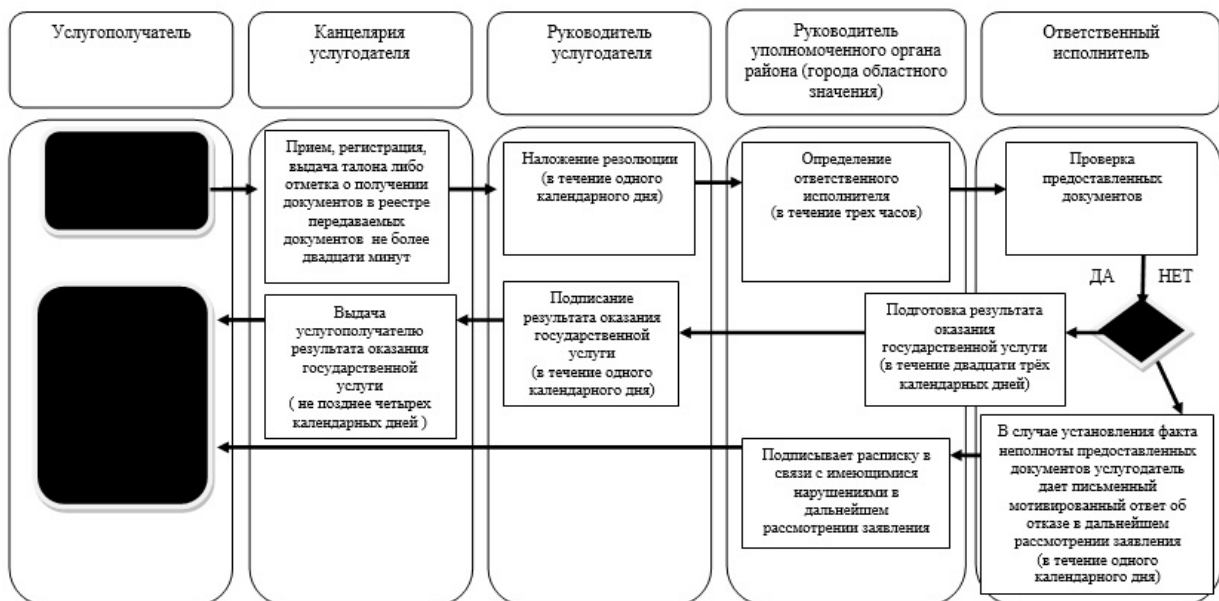 Услугополучатель
Канцелярия
услугодателя
Руководитель
услугодателя
Руководитель
уполномоченного органа
района (города областного
значения)
Ответственный
исполнитель
Прием, регистрация,
выдача талона либо
отметка о получении
документов в реестре
передаваемых
документов не более
двадцати минут
Наложение резолюции
(в течение одного
календарного дня)
Определение
ответственного
исполнителя
(в течение трех часов)
Проверка
предоставленных
документов
ДА
НЕТ
Подготовка результата
оказания
государственной услуги
(в течение двадцати трёх
календарных дней)
Подписание
результата оказания
государственной
услуги
(в течение одного
календарного дня)
Выдача
услугополучателю
результата оказания
государственной
услуги
( не позднее четырех
календарных дней )
В случае установления факта
неполноты предоставленных
документов услугодатель
дает письменный
мотивированный ответ об
отказе в дальнейшем
рассмотрении заявления
(в течение одного
календарного дня)
Подписывает расписку в
связи с имеющимися
нарушениями в
дальнейшем
рассмотрении заявления